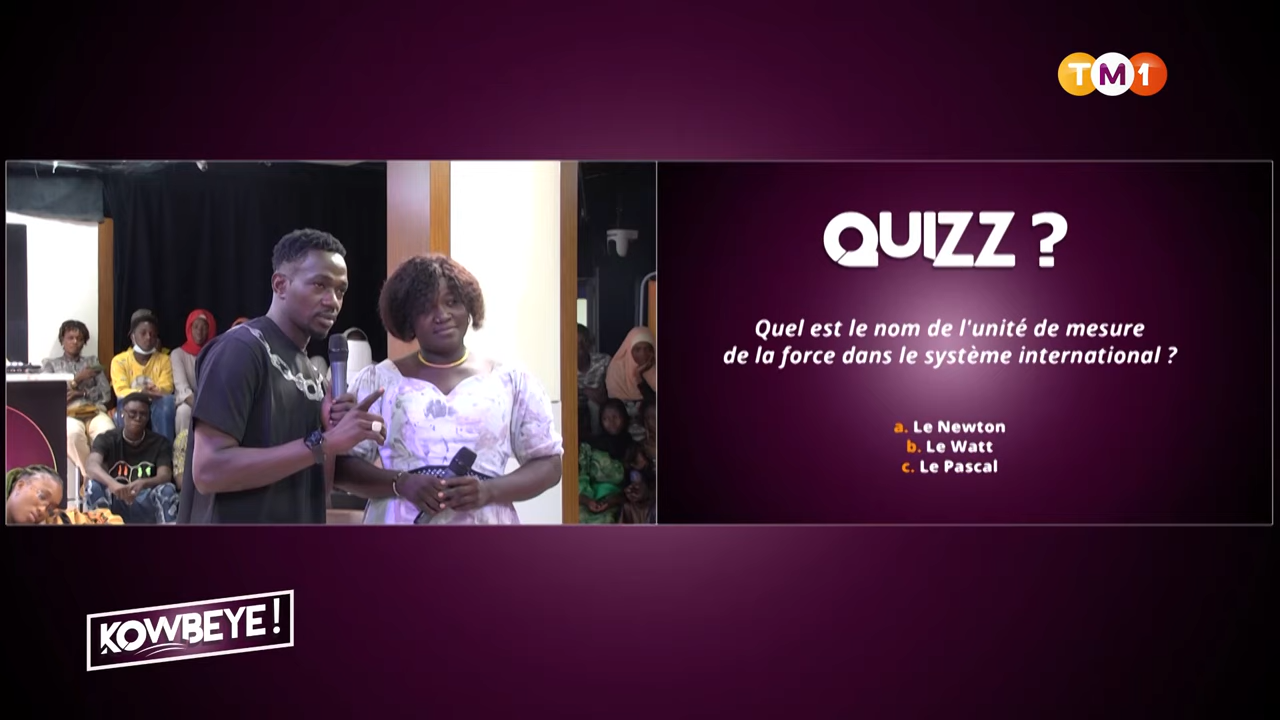 TM1
QUIZZ ?
Quel est le nom de l'unité de mesure
de la force dans le système international ?
a. Le Newton
b. Le Watt
c. Le Pascal
KOWBEYE !